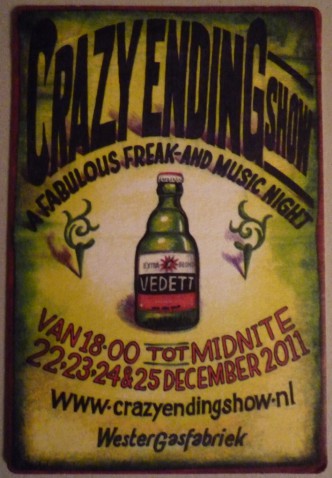 CRAZY ENDING SHOW
A FABULOUS FREAK-AND MUSIC NIGHT
EXTRA BLOND
VEDETT
VAN 18·00 TOT MIDNITE
22·23·24&25 DECEMBER 2011
WWW·crazyendingshow·nl
WesterGasfabriek